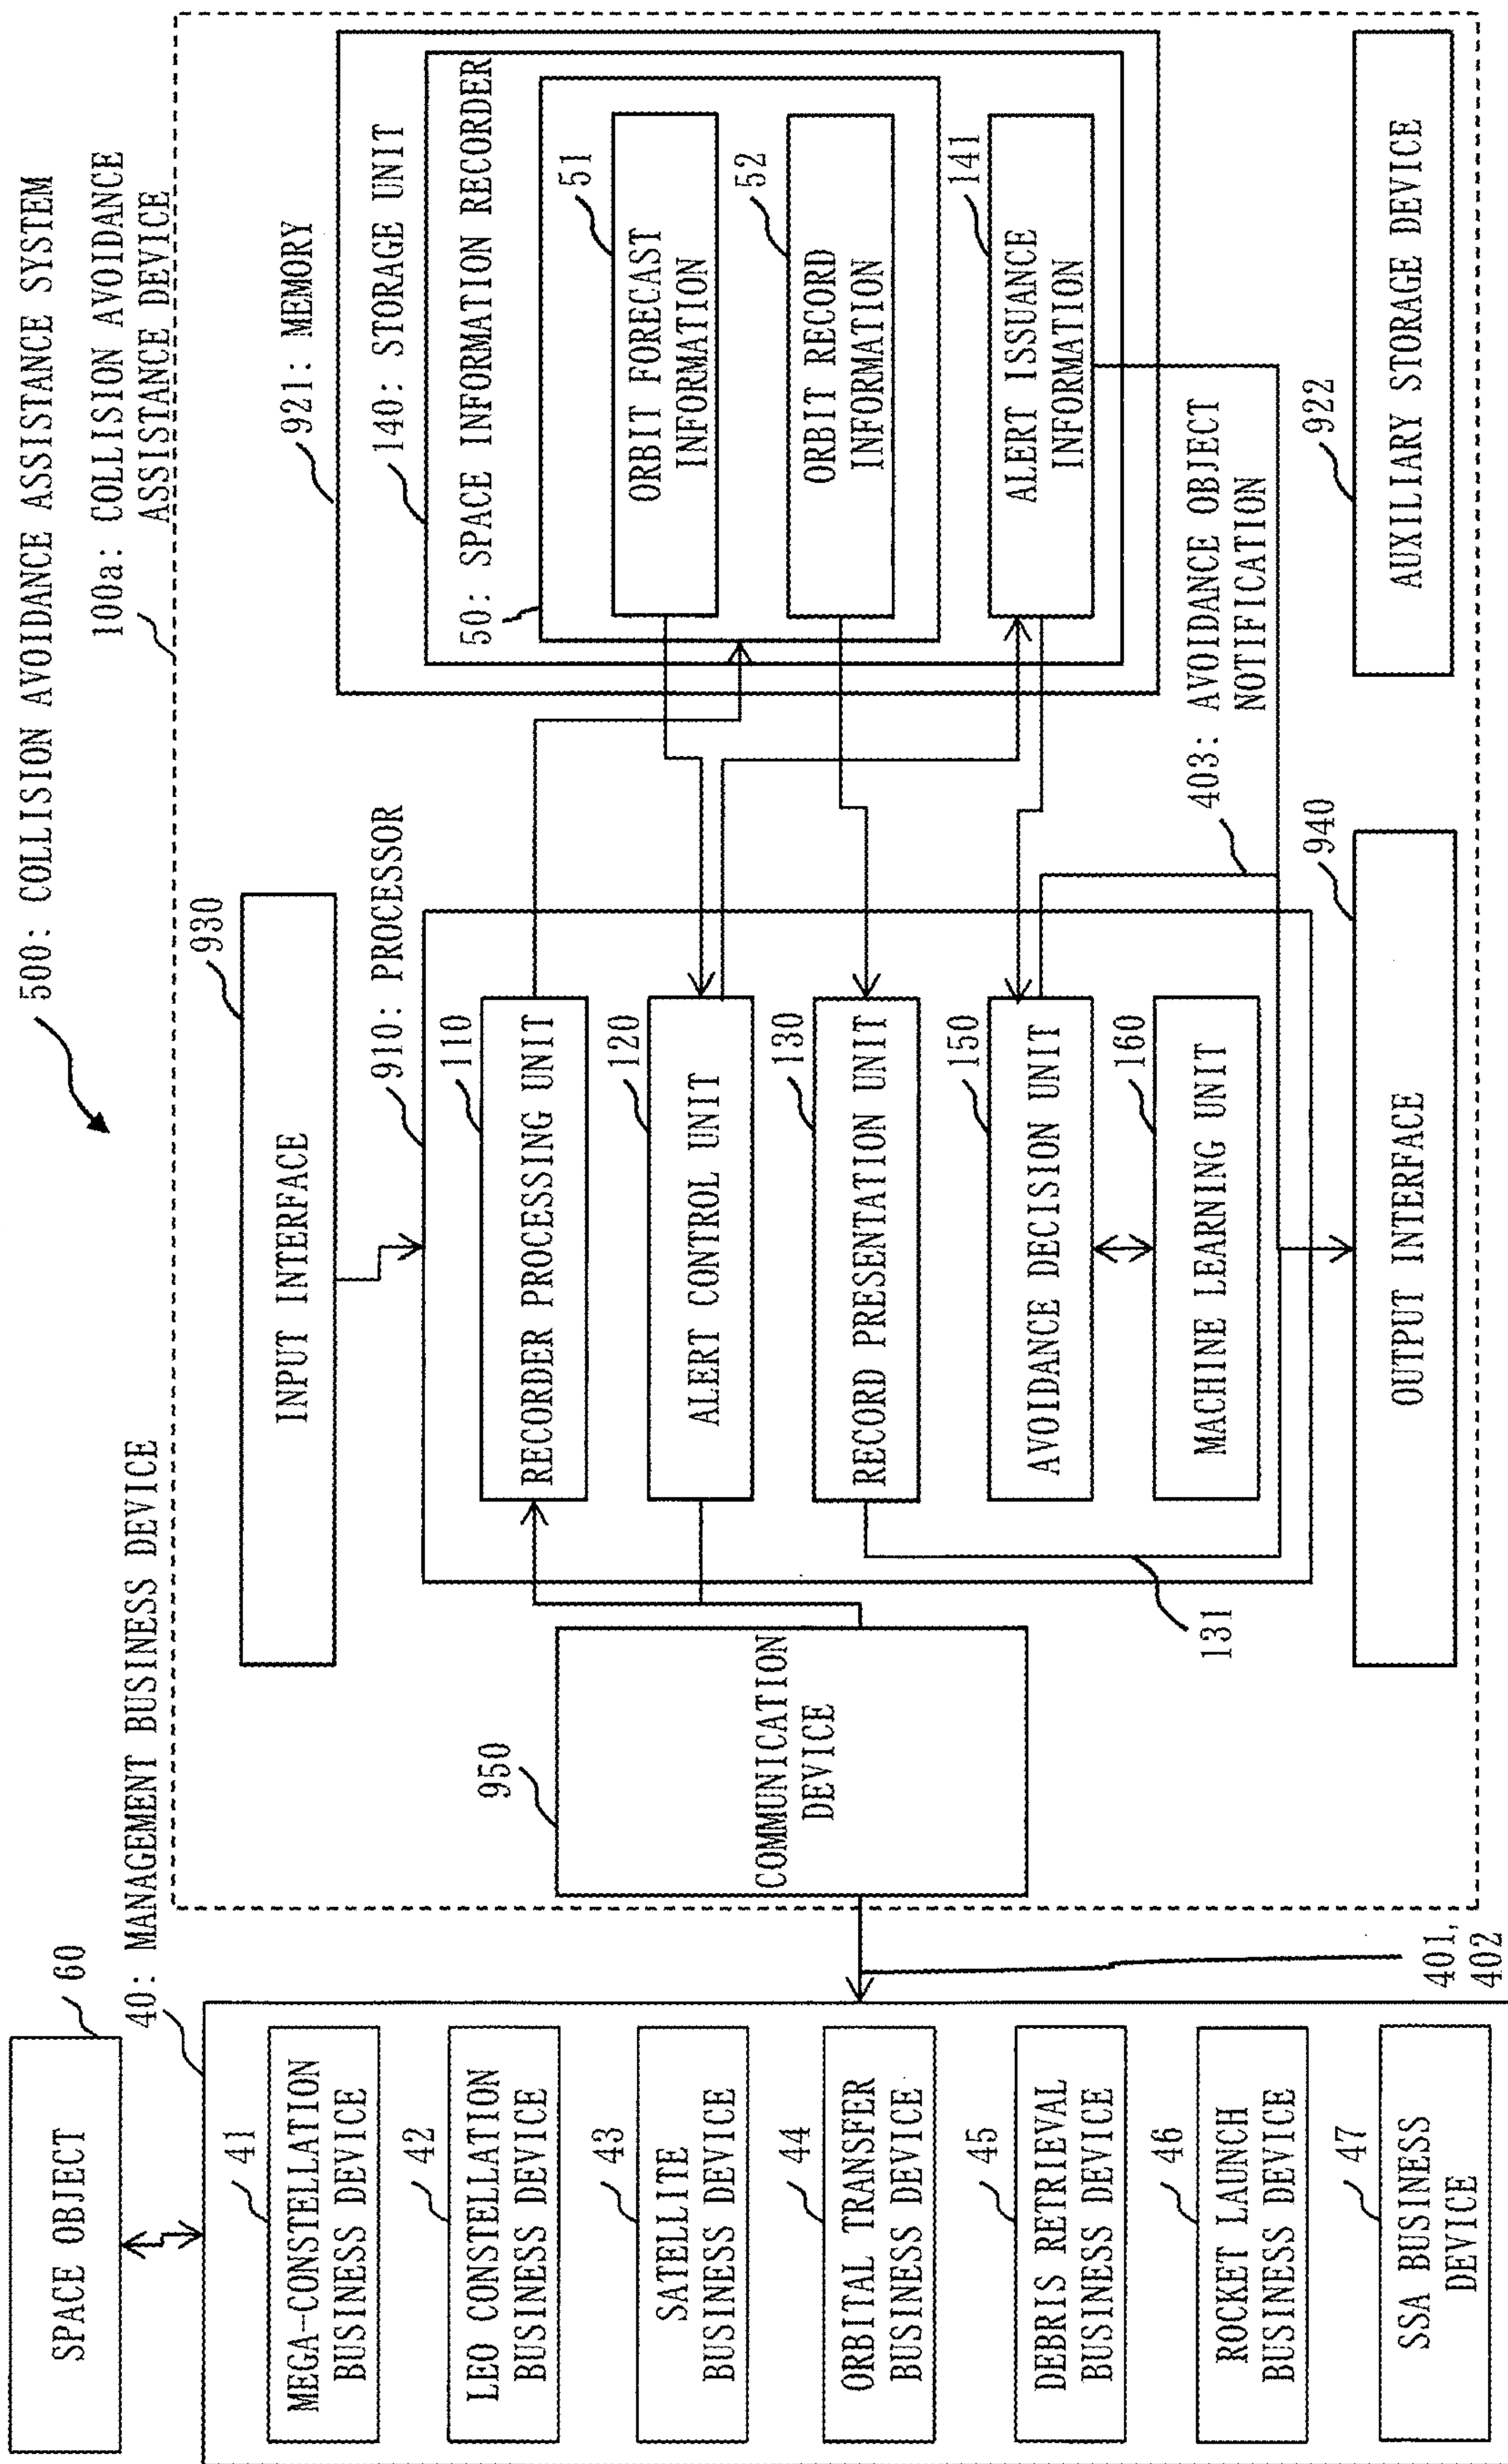 500: COLLISION AVOIDANCE ASSISTANCE SYSTEM
100a: COLLISION AVOIDANCE
ASSISTANCE DEVICE
SPACE OBJECT
60
40: MANAGEMENT BUSINESS DEVICE
MEGA-CONSTELLATION
BUSINESS DEVICE
41
LEO CONSTELLATION
BUSINESS DEVICE
42
SATELLITE
BUSINESS DEVICE
43
ORBITAL TRANSFER
BUSINESS DEVICE
44
DEBRIS RETRIEVAL
BUSINESS DEVICE
45
ROCKET LAUNCH
BUSINESS DEVICE
46
SSA BUSINESS
DEVICE
47
401,
402
950
COMMUNICATION
DEVICE
930
INPUT INTERFACE
910: PROCESSOR
110
RECORDER PROCESSING UNIT
120
ALERT CONTROL UNIT
130
RECORD PRESENTATION UNIT
150
AVOIDANCE DECISION UNIT
160
MACHINE LEARNING UNIT
131
940
OUTPUT INTERFACE
921: MEMORY
140: STORAGE UNIT
50: SPACE INFORMATION RECORDER
51
ORBIT FORECAST
INFORMATION
52
ORBIT RECORD
INFORMATION
141
ALERT ISSUANCE
INFORMATION
403: AVOIDANCE OBJECT
NOTIFICATION
922
AUXILIARY STORAGE DEVICE